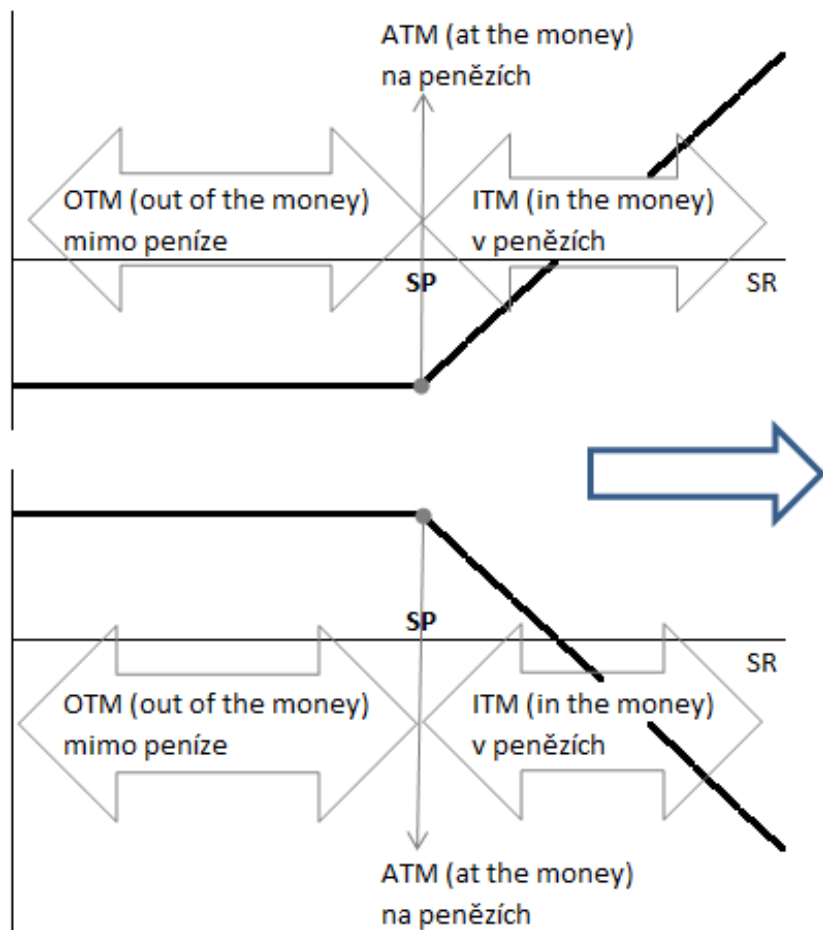 ATM (at the money)
na penězích
OTM (out of the money)
mimo peníze
ITM (in the money)
v penězích
SP
SR
SP
SR
OTM (out of the money)
mimo peníze
ITM (in the money)
v penězích
ATM (at the money)
na penězích